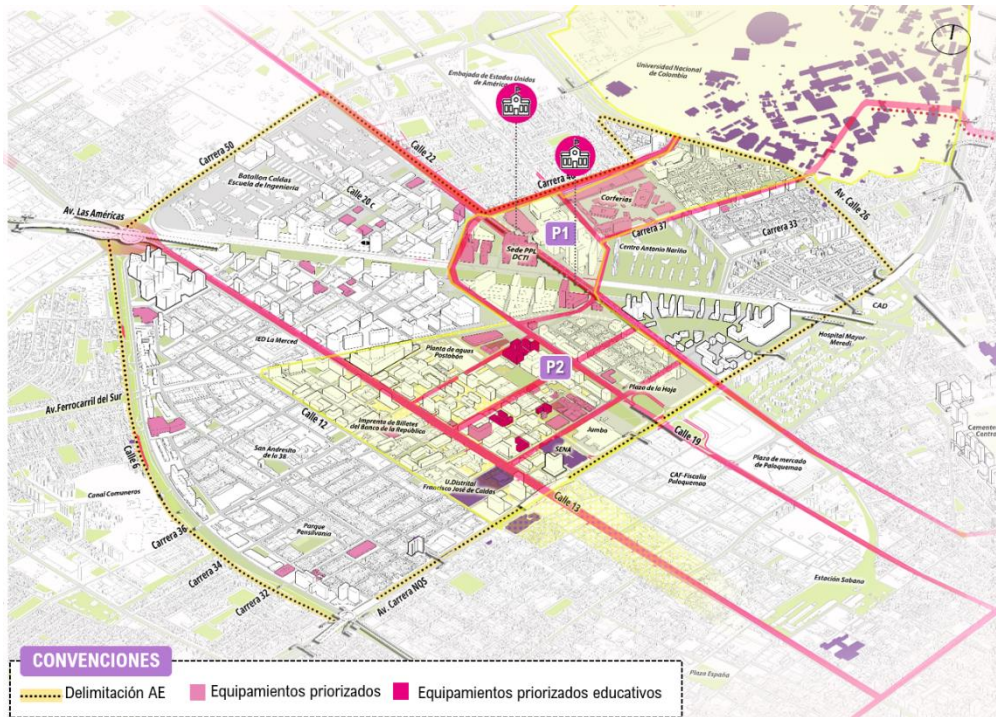 Universidad Nacional
de Colombia
Embajada de Estados Unidos
de América
Carrera 50
Calle 22
Batallón Caldas
Escuela de Ingeniería
Calle 20 c
Corferias
Av. Calle 26
Carrera 33
Carrera 37
P1
Sede PPL
DCTI
Centro Antonio Nariño
Av. Las Américas
CAD
Hospital Mayor
Meredi
IED La Merced
Planta de aguas
Postobón
P2
Plaza de la Hoja
Av.Ferrocarril del Sur
Calle 12
Imprenta de Billetes
del Banco de la República
Jumbo
Calle 19
Cemente
Centra
San Andresito
de la 38
SENA
Plaza de mercado
de Paloquemao
Calle 6
CAF-Fiscalía
Paloquemao
U.Distrital
Francisco José de Caldas
Calle 13
Canal Comuneros
Carrera 36
Parque
Pensilvania
Carrera 34
Carrera 32
Av. Carrera NQS
Estación Sabana
Plaza España
CONVENCIONES
Delimitación AE
Equipamientos priorizados
Equipamientos priorizados educativos